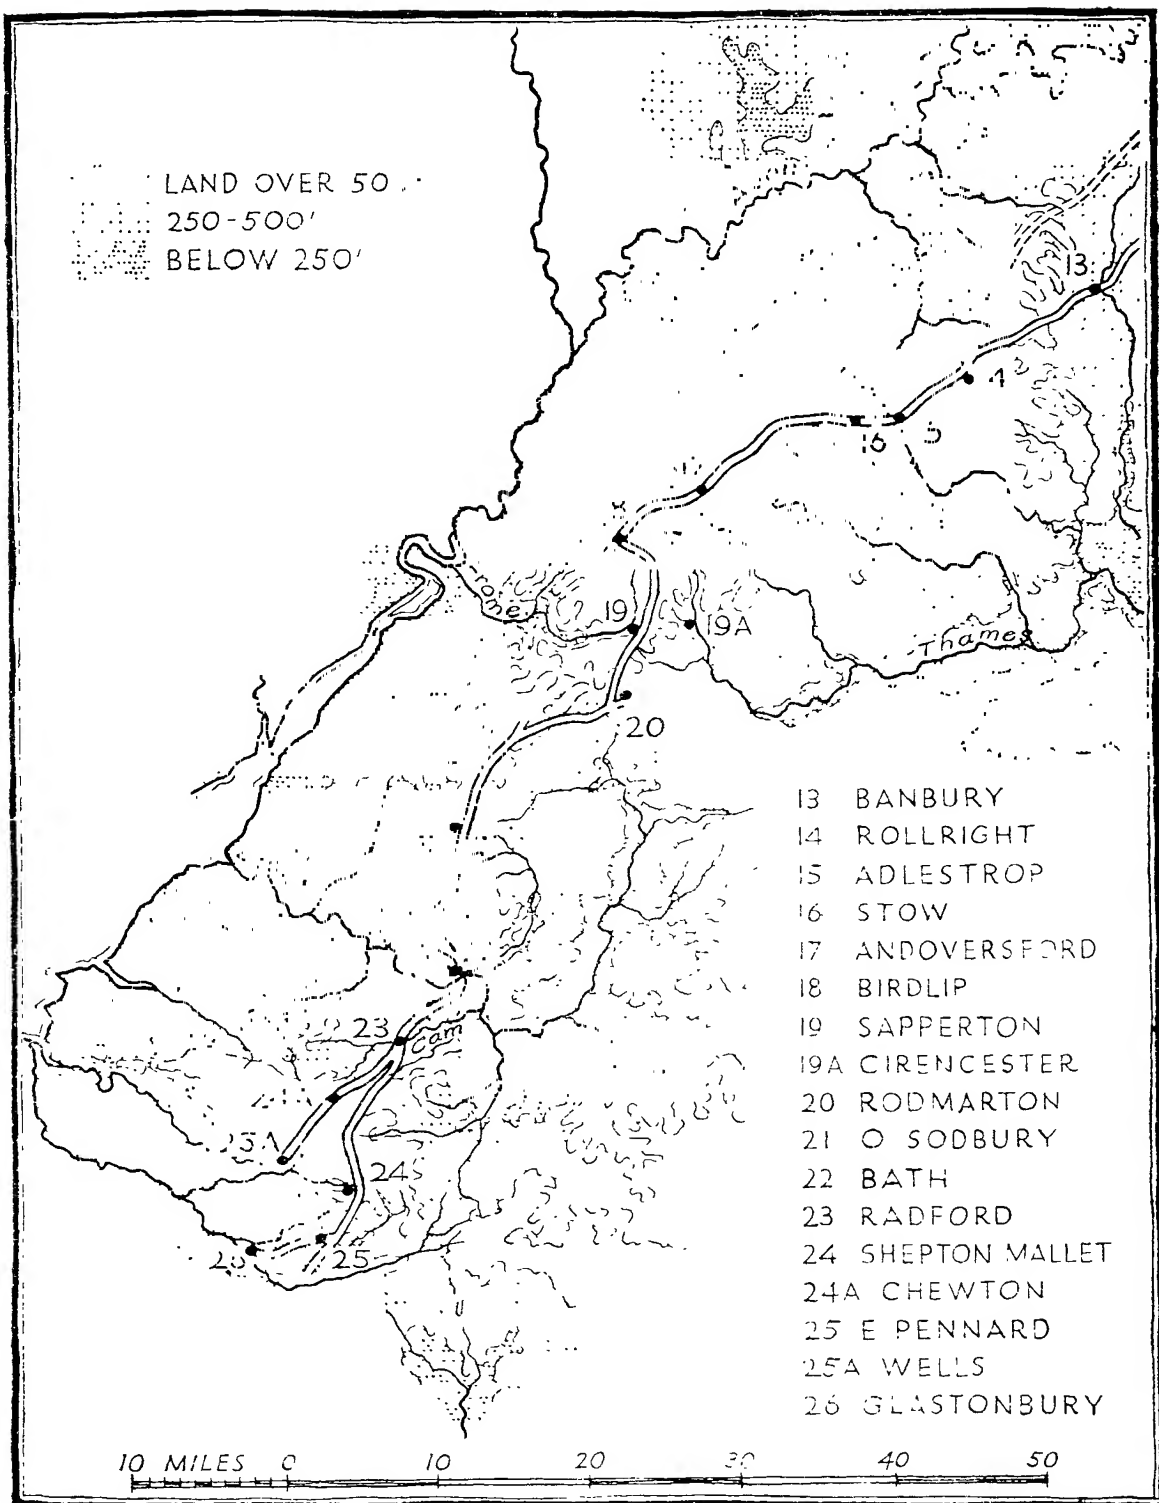 LAND OVER 50
250-500'
BELOW 250'
13
4
16
5
19
19A
Thames
20
23
Cam
24
25
13 BANBURY
14 ROLLRIGHT
15 ADLESTROP
16 STOW
17 ANDOVERSFORD
18 BIRDLIP
19 SAPPERTON
19A CIRENCESTER
20 RODMARTON
21 O SODBURY
22 BATH
23 RADFORD
24 SHEPTON MALLET
24A CHEWTON
25 E PENNARD
25A WELLS
26 GLASTONBURY
10 MILES 0 10 20 30 40 50